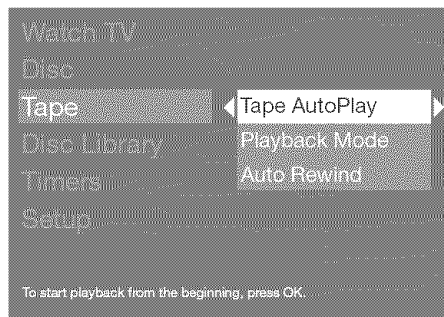 Watch TV
Disc
Tape
Tape AutoPlay
Disc Library
Playback Mode
Timers
Auto Rewind
Setup
To start playback from the beginning, press OK.